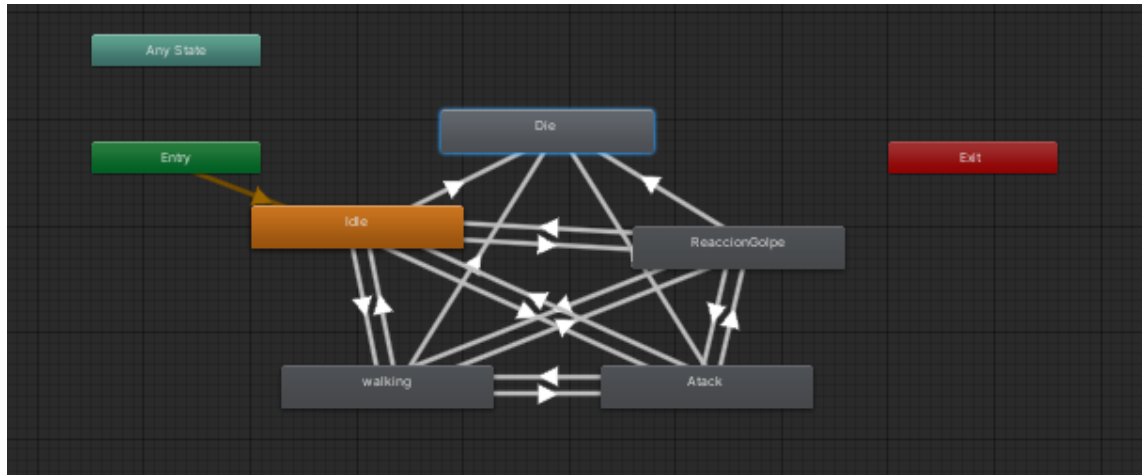 Any State
Die
Entry
Exit
Idle
ReaccionGolpe
walking
Atack